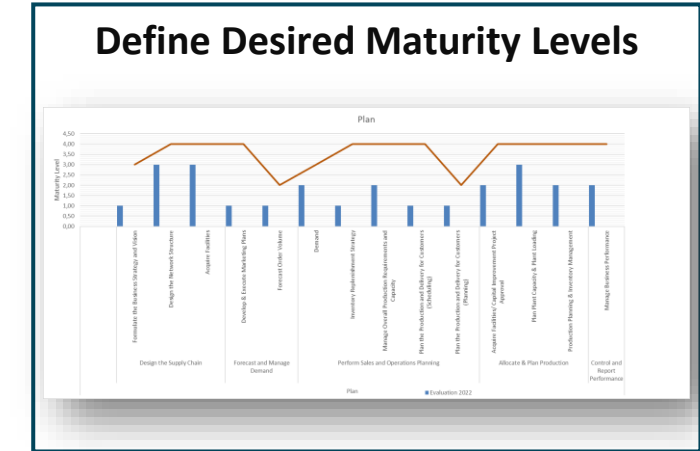 Define Desired Maturity Levels
Plan
4,50
4,00
3,50
3,00
2,50
2,00
1,50
1,00
0,50
0,00
Maturity Level
Formulate the Business Strategy and Vision
Design the Network Structure
Acquire Facilities
Develop & Execute Marketing Plans
Forecast Order Volume
Demand
Inventory Replenishment Strategy
Manage Overall Production Requirements and
Capacity
Plan the Production and Delivery for Customers
(Scheduling)
Plan the Production and Delivery for Customers
(Planning)
Acquire Facilities/ Capital Improvement Project
Approval
Plan Plant Capacity & Plant Loading
Production Planning & Inventory Management
Manage Business Performance
Design the Supply Chain
Forecast and Manage
Demand
Perform Sales and Operations Planning
Allocate & Plan Production
Control and
Report
Performance
Plan
Evaluation 2022